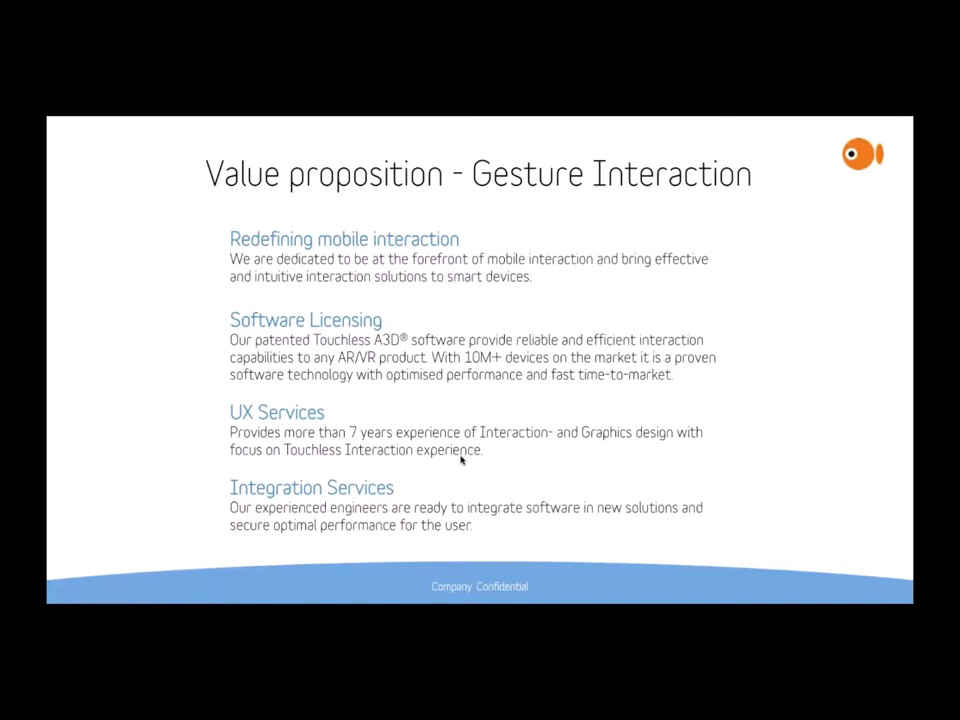 Value proposition - Gesture Interaction
Redefining mobile interaction
We are dedicated to be at the forefront of mobile interaction and bring effective
and intuitive interaction solutions to smart devices.
Software Licensing
Our patented Touchless A3D® software provide reliable and efficient interaction
capabilities to any AR/VR product. With 10M+ devices on the market it is a proven
software technology with optimised performance and fast time-to-market.
UX Services
Provides more than 7 years experience of Interaction- and Graphics design with
focus on Touchless Interaction experience.
Integration Services
Our experienced engineers are ready to integrate software in new solutions and
secure optimal performance for the user.
Company Confidential